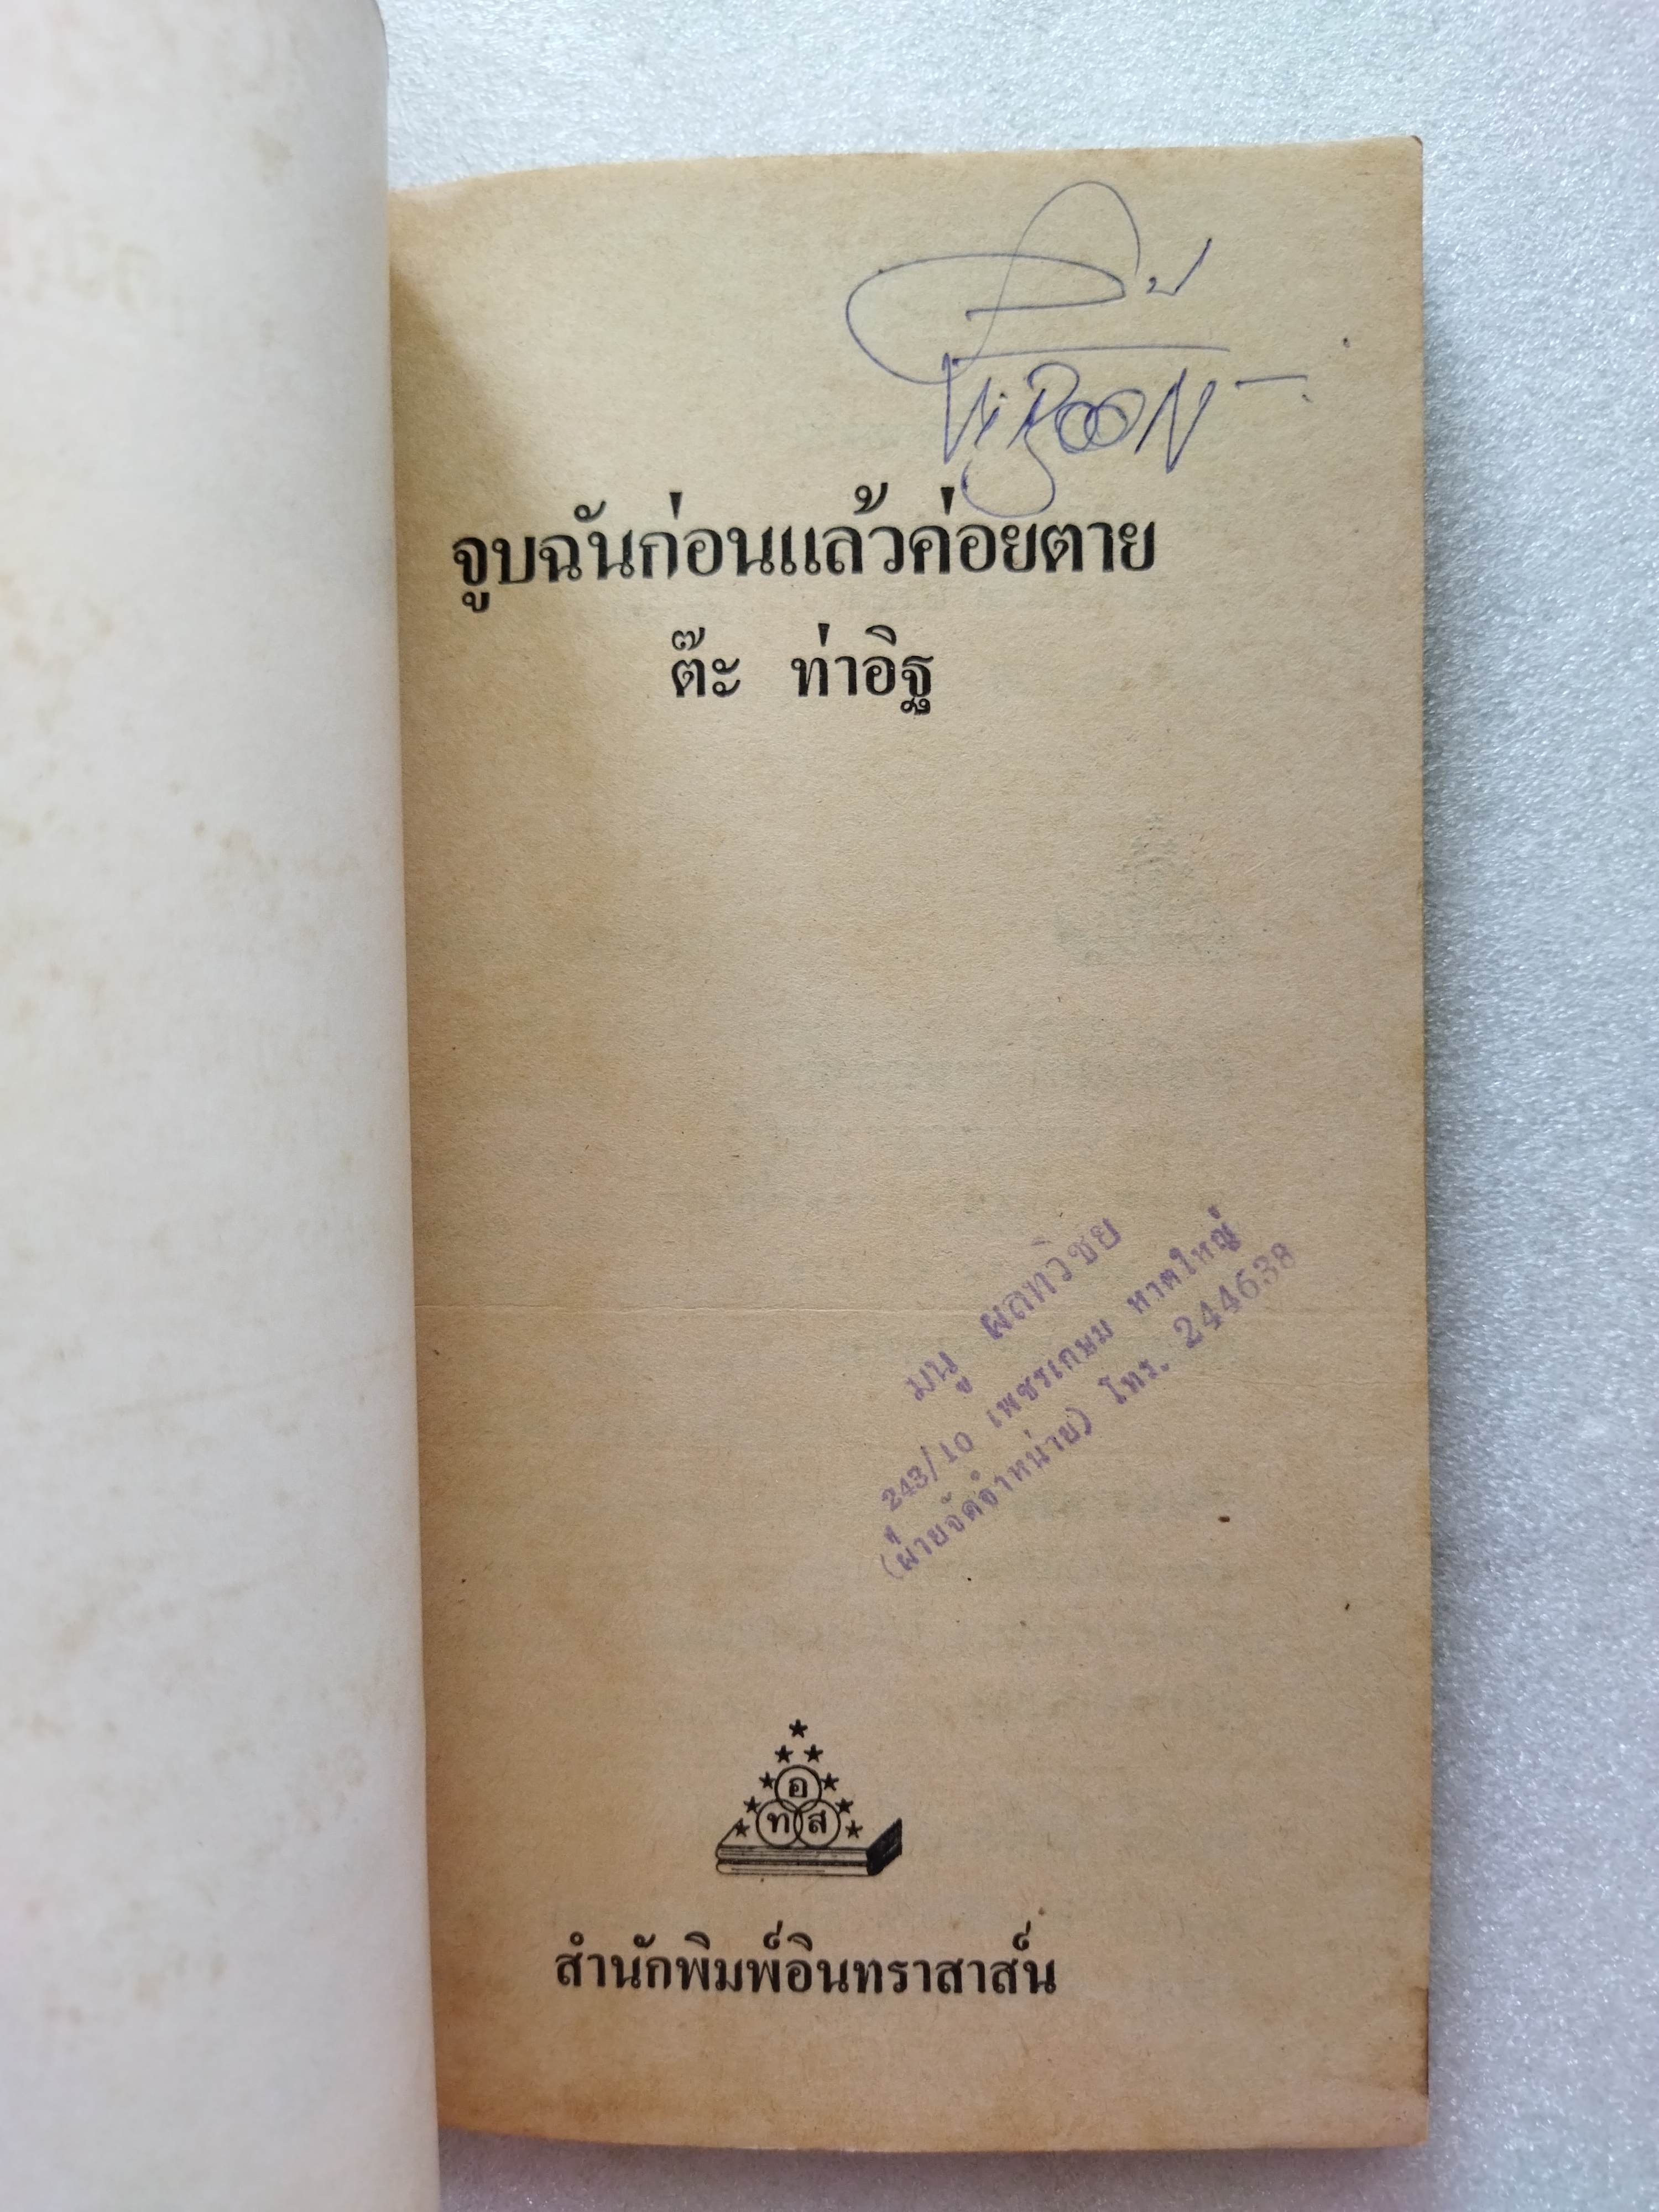 ViBOON
จูบฉันก่อนแล้วค่อยตาย
ต๊ะ ท่าอิฐ
มนู ผลทวิชย
243/10 เพชรเกษม หาดใหญ่
(ฝ่ายจัดจำหน่าย) โทร. 244638
อ
ท ส
สำนักพิมพ์อินทราสาส์น